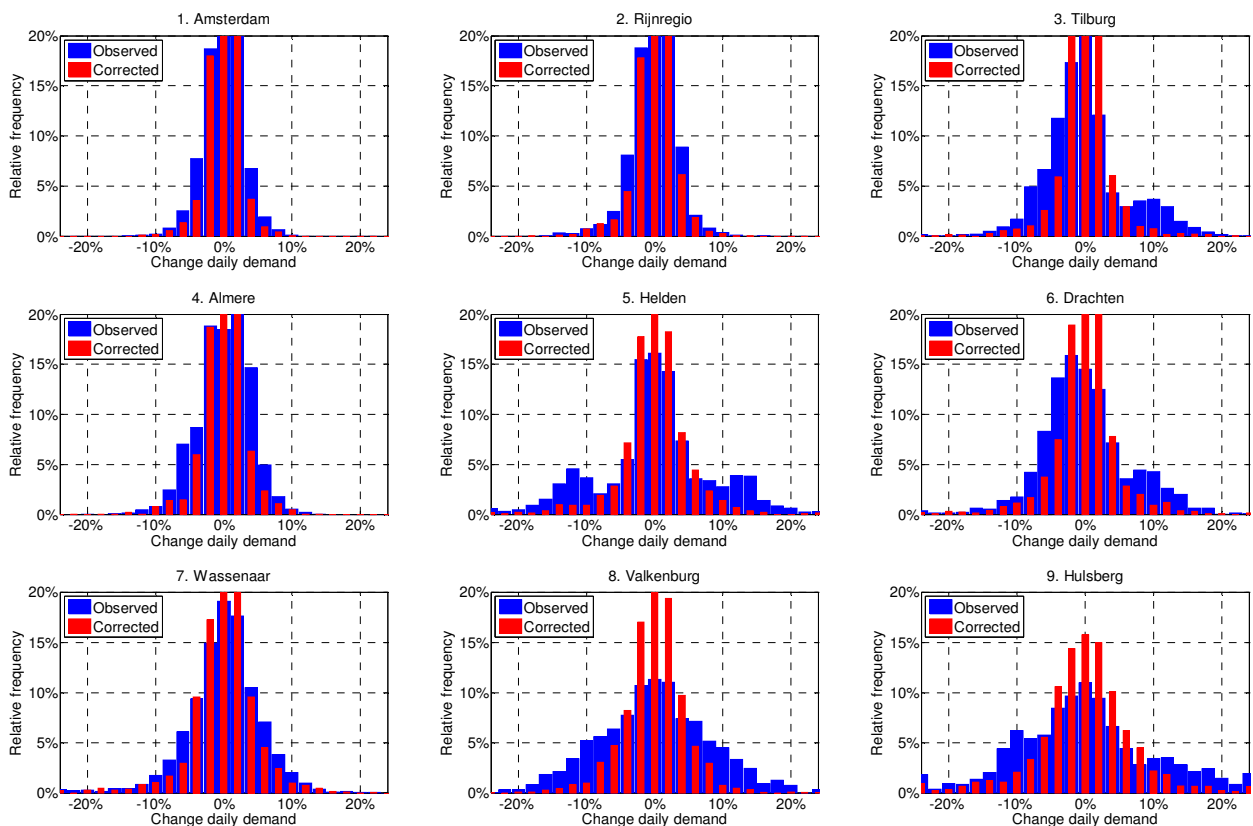 1. Amsterdam
Relative frequency
20%
15%
10%
5%
0%
Observed
Corrected
-20% -10% 0% 10% 20%
Change daily demand
2. Rijnregio
Relative frequency
20%
15%
10%
5%
0%
Observed
Corrected
-20% -10% 0% 10% 20%
Change daily demand
3. Tilburg
Relative frequency
20%
15%
10%
5%
0%
Observed
Corrected
-20% -10% 0% 10% 20%
Change daily demand
4. Almere
Relative frequency
20%
15%
10%
5%
0%
Observed
Corrected
-20% -10% 0% 10% 20%
Change daily demand
5. Helden
Relative frequency
20%
15%
10%
5%
0%
Observed
Corrected
-20% -10% 0% 10% 20%
Change daily demand
6. Drachten
Relative frequency
20%
15%
10%
5%
0%
Observed
Corrected
-20% -10% 0% 10% 20%
Change daily demand
7. Wassenaar
Relative frequency
20%
15%
10%
5%
0%
Observed
Corrected
-20% -10% 0% 10% 20%
Change daily demand
8. Valkenburg
Relative frequency
20%
15%
10%
5%
0%
Observed
Corrected
-20% -10% 0% 10% 20%
Change daily demand
9. Hulsberg
Relative frequency
20%
15%
10%
5%
0%
Observed
Corrected
-20% -10% 0% 10% 20%
Change daily demand